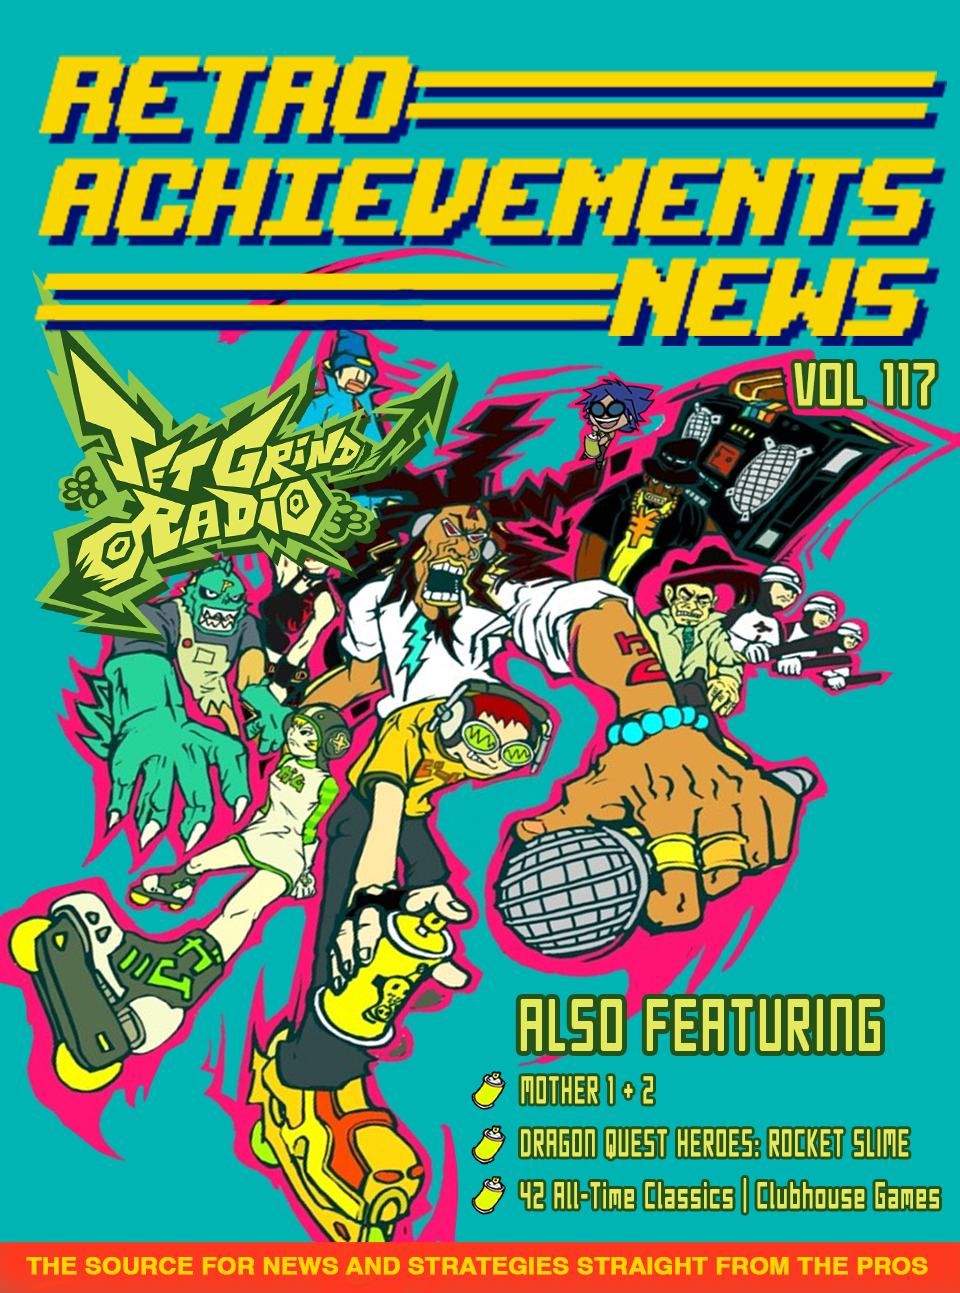 RETRO
ACHIEVEMENTS
NEWS
VOL 117
JET GRIND
RADIO
ALSO FEATURING
MOTHER 1 + 2
DRAGON QUEST HEROES: ROCKET SLIME
42 All-Time Classics | Clubhouse Games
THE SOURCE FOR NEWS AND STRATEGIES STRAIGHT FROM THE PROS